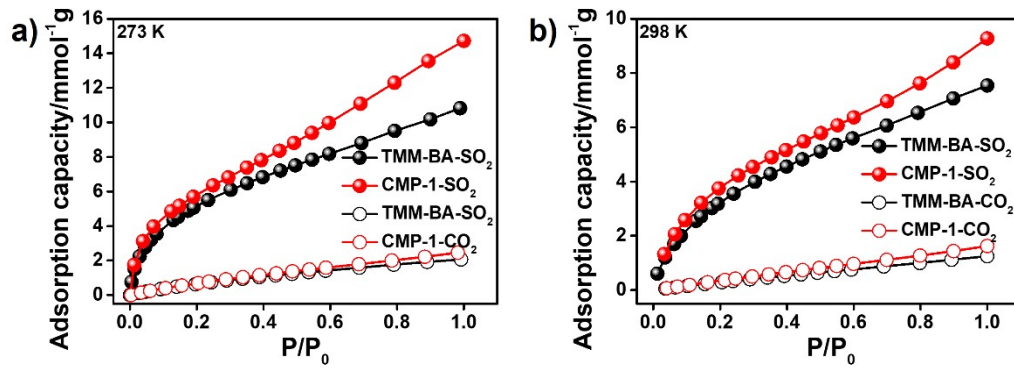 a)
273 K
Adsorption capacity/mmol⁻¹g
16
14
12
10
8
6
4
2
0
TMM-BA-SO₂
CMP-1-SO₂
TMM-BA-SO₂
CMP-1-CO₂
0.0 0.2 0.4 0.6 0.8 1.0
P/P₀
b)
298 K
Adsorption capacity/mmol⁻¹g
10
8
6
4
2
0
TMM-BA-SO₂
CMP-1-SO₂
TMM-BA-CO₂
CMP-1-CO₂
0.0 0.2 0.4 0.6 0.8 1.0
P/P₀